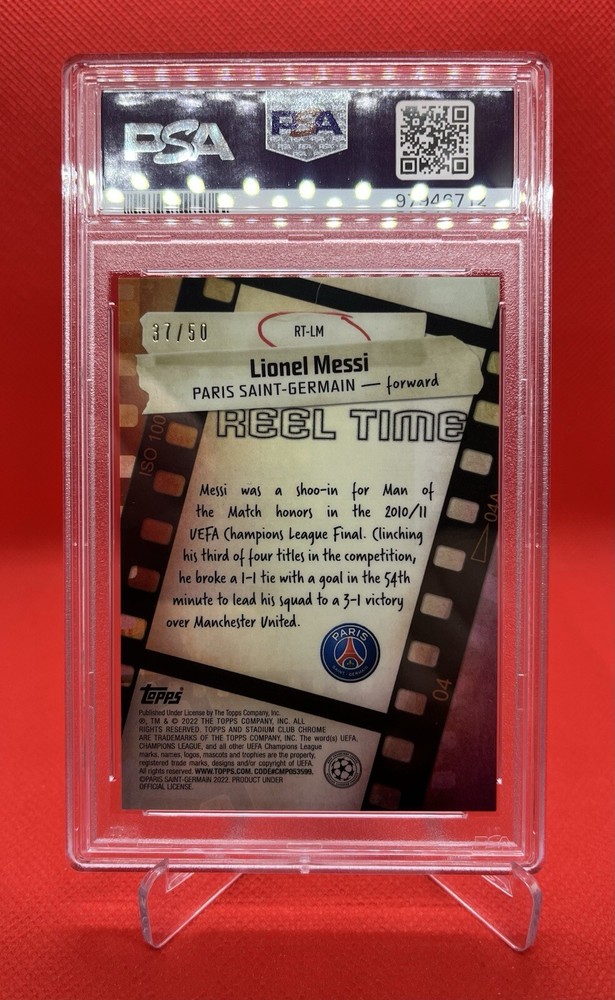 PSA
PSA
97946712
37/50
RT-LM
Lionel Messi
PARIS SAINT-GERMAIN — forward
REEL TIME
ISO 100
Messi was a shoo-in for Man of
the Match honors in the 2010/11
UEFA Champions League Final. Clinching
his third of four titles in the competition,
he broke a 1-1 tie with a goal in the 54th
minute to lead his squad to a 3-1 victory
over Manchester United.
04A
04
PARIS
SAINT-GERMAIN
Topps
Published Under License by The Topps Company, Inc.
®, TM & © 2022 THE TOPPS COMPANY, INC. ALL
RIGHTS RESERVED. TOPPS AND STADIUM CLUB CHROME
ARE TRADEMARKS OF THE TOPPS COMPANY, INC. The word(s) UEFA,
CHAMPIONS LEAGUE, and all other UEFA Champions League
marks, names, logos, mascots and trophies are the property,
registered trade marks, designs and/or copyright of UEFA.
All rights reserved. WWW.TOPPS.COM. CODE#CMP053599.
©PARIS SAINT-GERMAIN 2022. PRODUCT UNDER
OFFICIAL LICENSE.